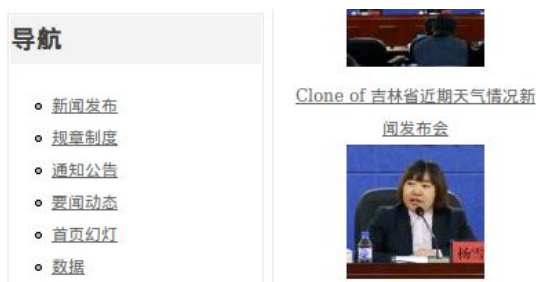 导航
新闻发布
规章制度
通知公告
要闻动态
首页幻灯
数据
Clone of 吉林省近期天气情况新
闻发布会